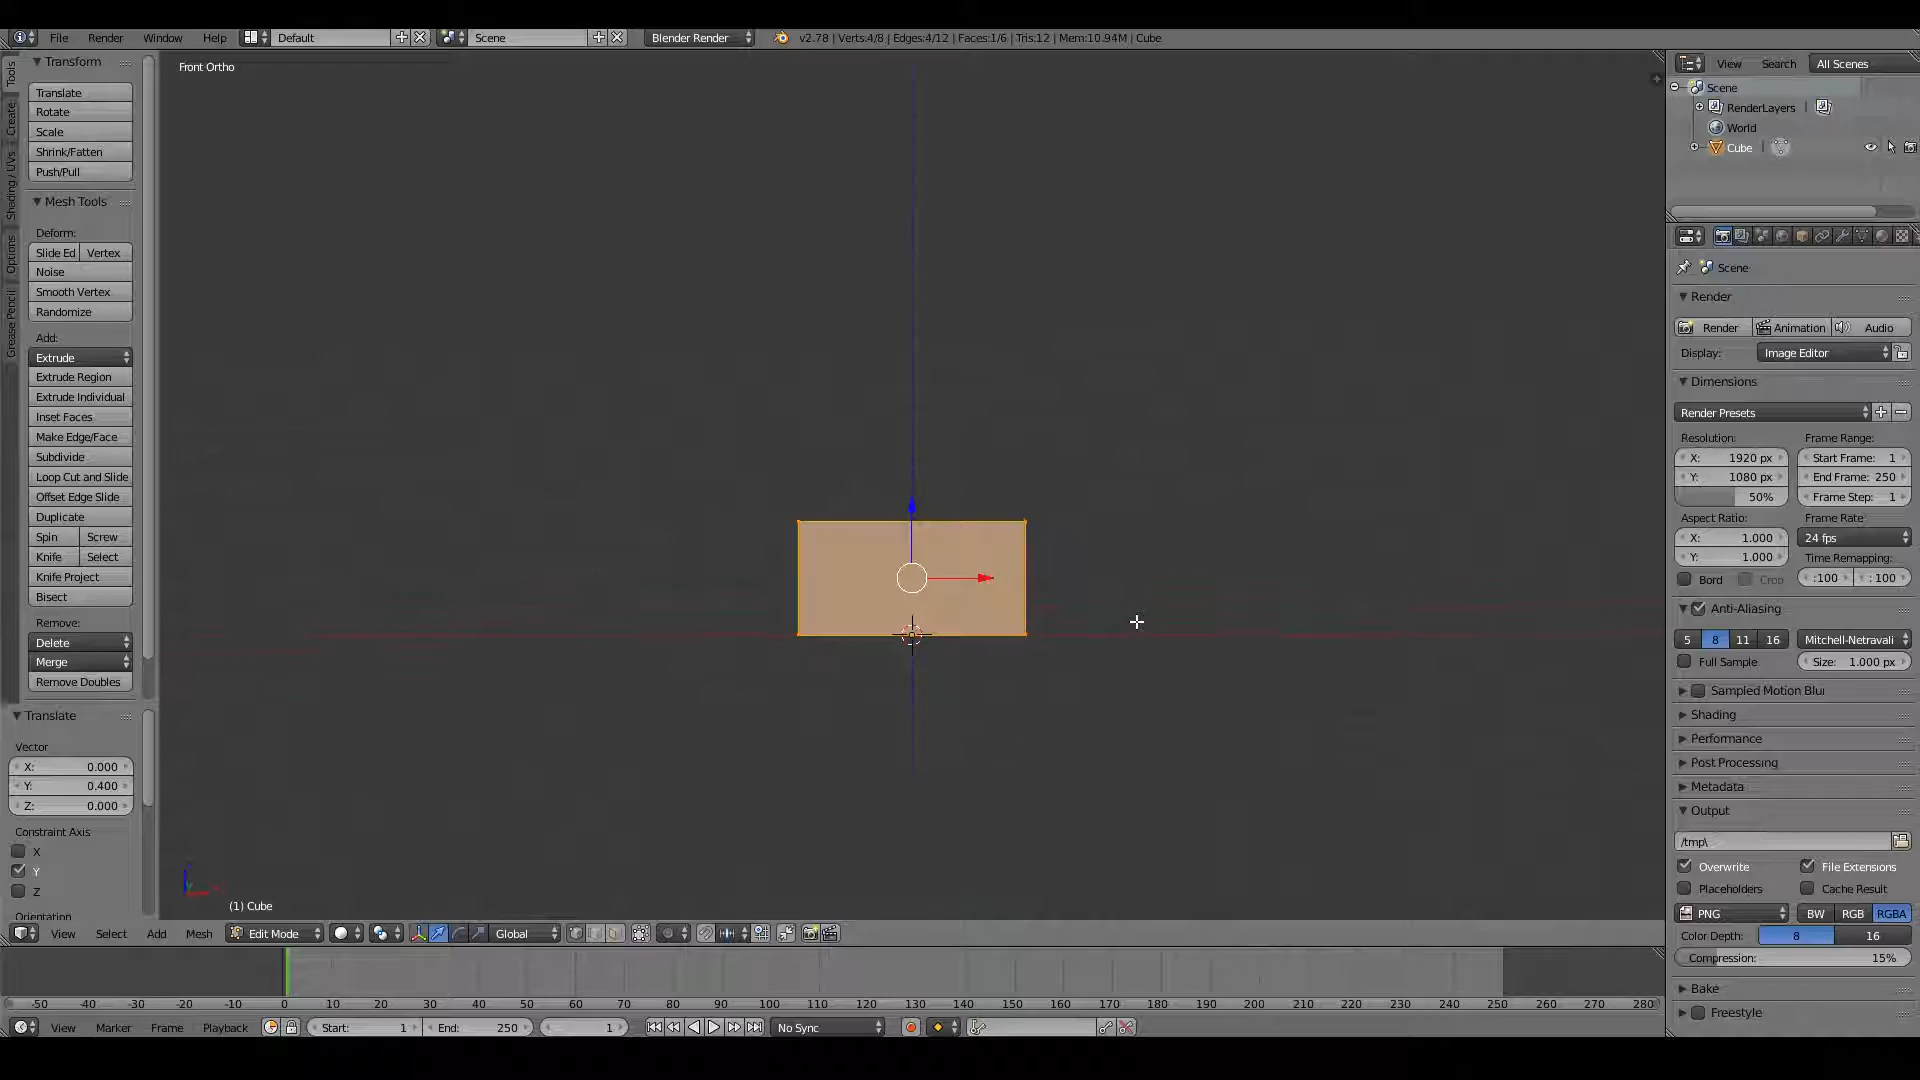 File Render Window Help Default Scene Blender Render v2.78 | Verts:4/8 | Edges:4/12 | Faces:1/6 | Tris:12 | Mem:10.94M | Cube
Front Ortho
Tools
Create
Shading / UVs
Options
Grease Pencil
Transform
Translate
Rotate
Scale
Shrink/Fatten
Push/Pull
Mesh Tools
Deform:
Slide Ed Vertex
Noise
Smooth Vertex
Randomize
Add:
Extrude
Extrude Region
Extrude Individual
Inset Faces
Make Edge/Face
Subdivide
Loop Cut and Slide
Offset Edge Slide
Duplicate
Spin Screw
Knife Select
Knife Project
Bisect
Remove:
Delete
Merge
Remove Doubles
Translate
Vector
X: 0.000
Y: 0.400
Z: 0.000
Constraint Axis
X
Y
Z
Orientation
(1) Cube
View Select Add Mesh Edit Mode Global
-50 -40 -30 -20 -10 0 10 20 30 40 50 60 70 80 90 100 110 120 130 140 150 160 170 180 190 200 210 220 230 240 250 260 270 280
View Marker Frame Playback Start: 1 End: 250 1 No Sync
View Search All Scenes
Scene
RenderLayers |
World
Cube |
Scene
Render
Render Animation Audio
Display: Image Editor
Dimensions
Render Presets
Resolution: Frame Range:
X: 1920 px Start Frame: 1
Y: 1080 px End Frame: 250
50% Frame Step: 1
Aspect Ratio: Frame Rate:
X: 1.000 24 fps
Y: 1.000 Time Remapping:
Bord Crop :100 : 100
Anti-Aliasing
5 8 11 16 Mitchell-Netravali
Full Sample Size: 1.000 px
Sampled Motion Blur
Shading
Performance
Post Processing
Metadata
Output
/tmp\
Overwrite File Extensions
Placeholders Cache Result
PNG BW RGB RGBA
Color Depth: 8 16
Compression: 15%
Bake
Freestyle